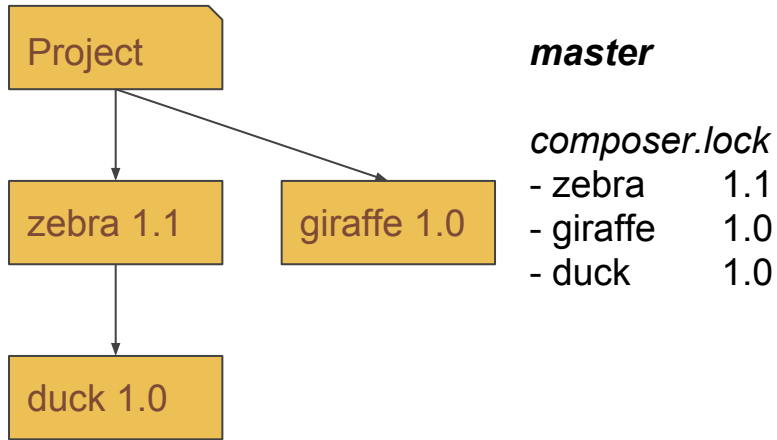 Project
zebra 1.1
giraffe 1.0
duck 1.0
master
composer.lock
- zebra 1.1
- giraffe 1.0
- duck 1.0